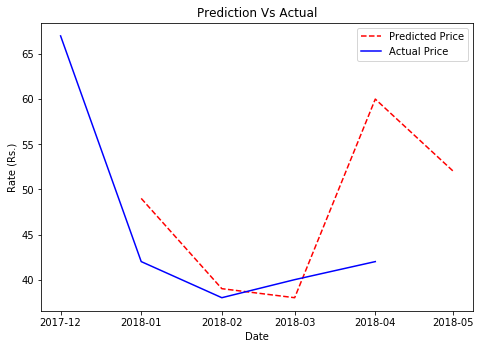 Prediction Vs Actual
Predicted Price
Actual Price
Rate (Rs.)
65
60
55
50
45
40
2017-12
2018-01
2018-02
2018-03
2018-04
2018-05
Date